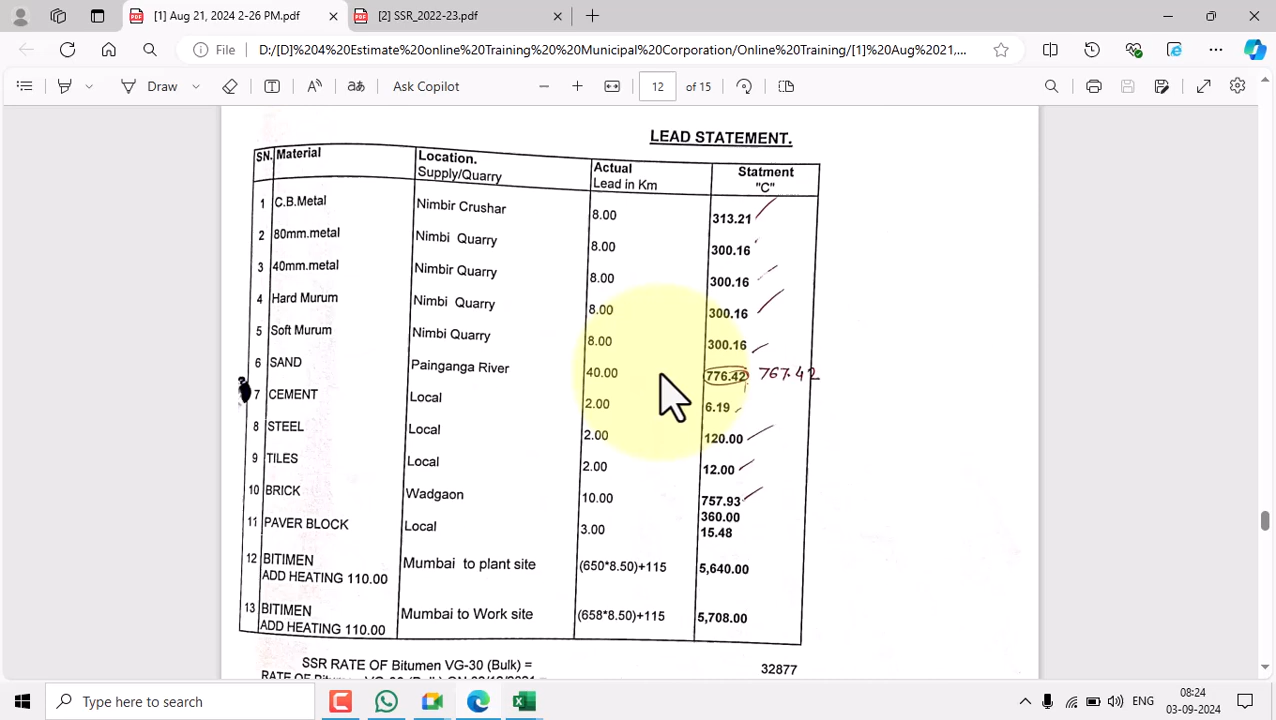 [1] Aug 21, 2024 2-26 PM.pdf
[2] SSR_2022-23.pdf
File D:/[D]%204%20Estimate%20online%20Training%20%20Municipal%20Corporation/Online%20Training/[1]%20Aug%2021,...
Draw Ask Copilot 12 of 15
LEAD STATEMENT.
SN. Material Location. Supply/Quarry Actual Lead in Km Statment "C"
1 C.B.Metal Nimbir Crushar 8.00 313.21
2 80mm.metal Nimbi Quarry 8.00 300.16
3 40mm.metal Nimbir Quarry 8.00 300.16
4 Hard Murum Nimbi Quarry 8.00 300.16
5 Soft Murum Nimbi Quarry 8.00 300.16
6 SAND Painganga River 40.00 776.42 767.42
7 CEMENT Local 2.00 6.19
8 STEEL Local 2.00 120.00
9 TILES Local 2.00 12.00
10 BRICK Wadgaon 10.00 757.93
360.00
11 PAVER BLOCK Local 3.00 15.48
12 BITIMEN Mumbai to plant site (650*8.50)+115 5,640.00
ADD HEATING 110.00
13 BITIMEN Mumbai to Work site (658*8.50)+115 5,708.00
ADD HEATING 110.00
SSR RATE OF Bitumen VG-30 (Bulk) = 32877
Type here to search
ENG
08:24
03-09-2024